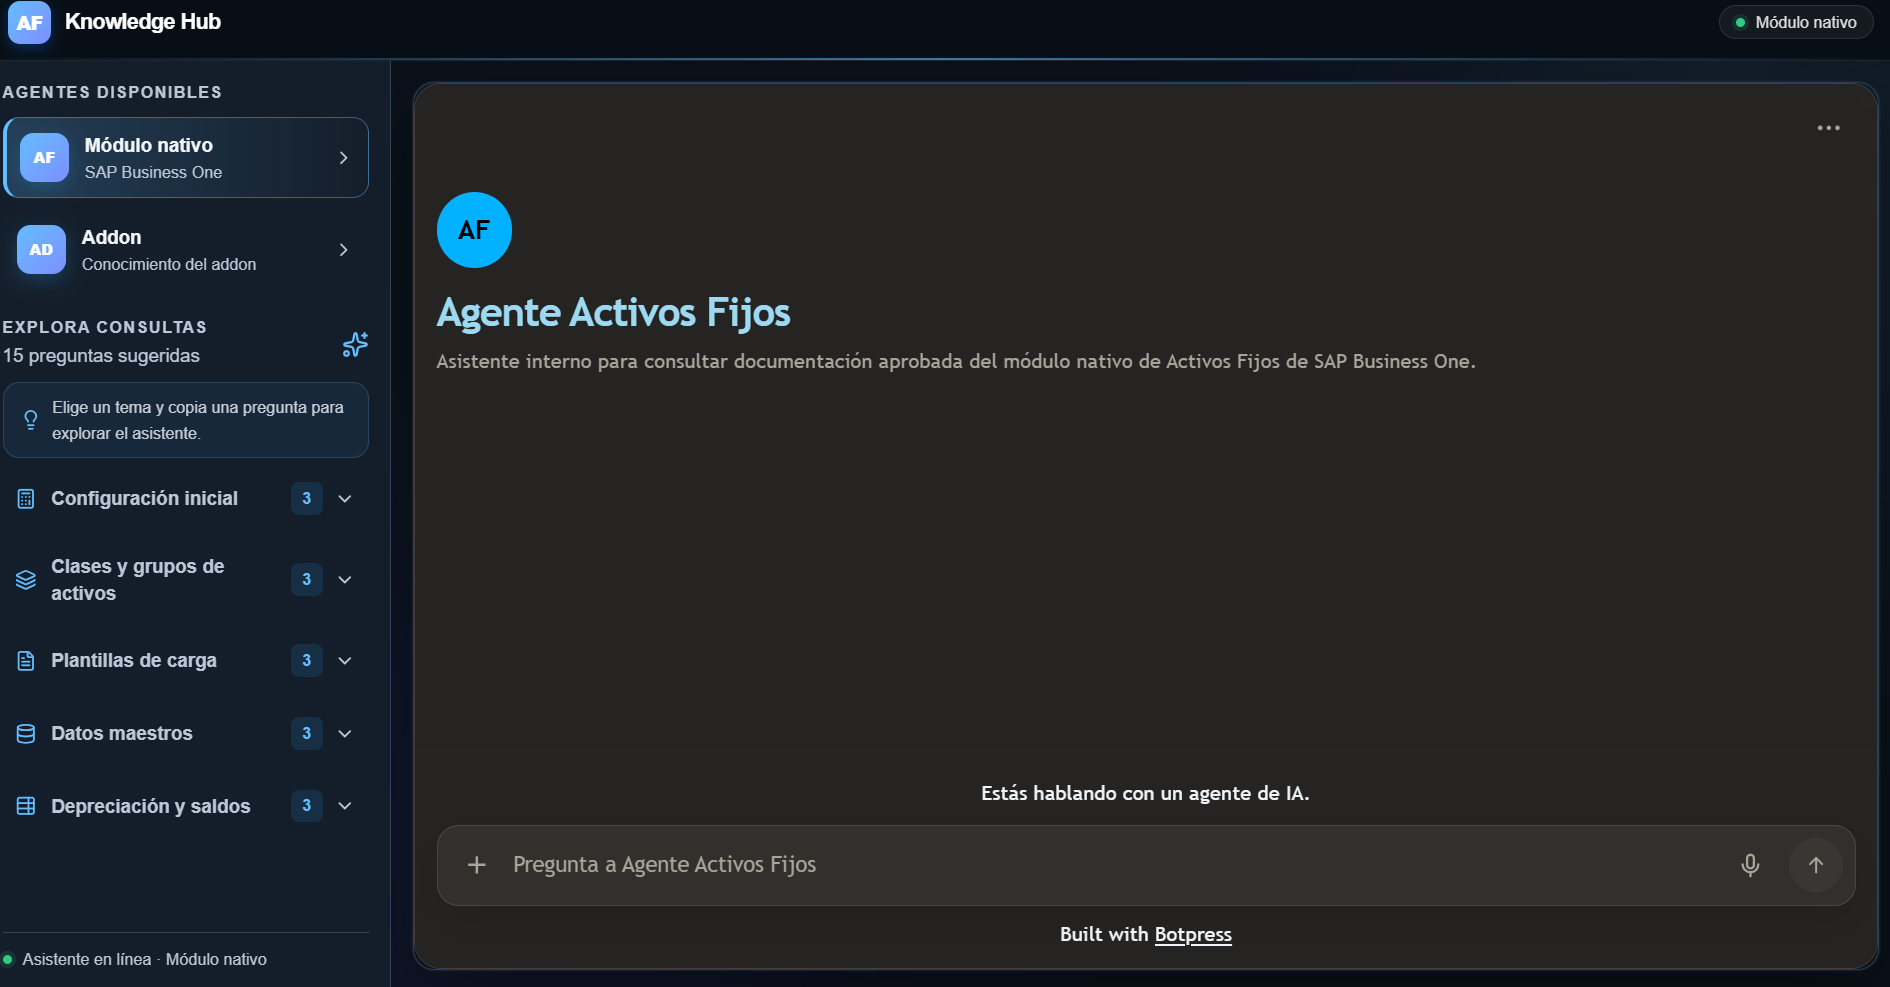 AF
Knowledge Hub
Módulo nativo
AGENTES DISPONIBLES
AF
Módulo nativo
SAP Business One
AD
Addon
Conocimiento del addon
EXPLORA CONSULTAS
15 preguntas sugeridas
Elige un tema y copia una pregunta para
explorar el asistente.
Configuración inicial 3
Clases y grupos de
activos
3
Plantillas de carga 3
Datos maestros 3
Depreciación y saldos 3
Asistente en línea · Módulo nativo
AF
Agente Activos Fijos
Asistente interno para consultar documentación aprobada del módulo nativo de Activos Fijos de SAP Business One.
Estás hablando con un agente de IA.
Pregunta a Agente Activos Fijos
Built with Botpress